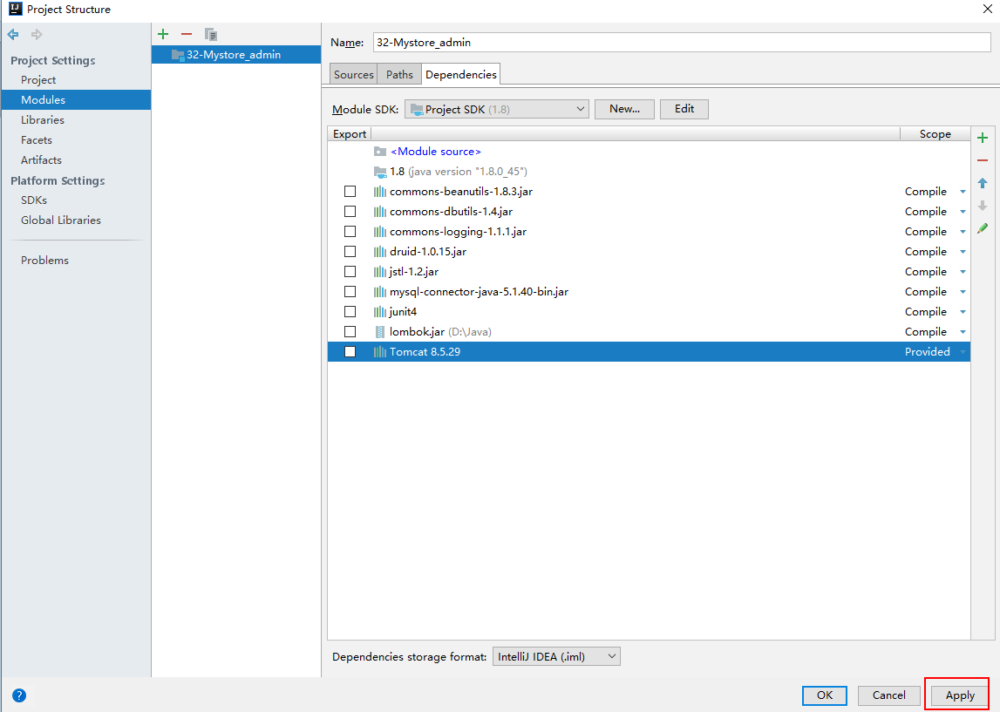 Project Structure
Project Settings
Project
Modules
Libraries
Facets
Artifacts
Platform Settings
SDKs
Global Libraries
Problems
32-Mystore_admin
Name: 32-Mystore_admin
Sources Paths Dependencies
Module SDK: Project SDK (1.8) New... Edit
Export Scope
<Module source>
1.8 (java version "1.8.0_45")
commons-beanutils-1.8.3.jar Compile
commons-dbutils-1.4.jar Compile
commons-logging-1.1.1.jar Compile
druid-1.0.15.jar Compile
jstl-1.2.jar Compile
mysql-connector-java-5.1.40-bin.jar Compile
junit4 Compile
lombok.jar (D:\Java) Compile
Tomcat 8.5.29 Provided
Dependencies storage format: IntelliJ IDEA (.iml)
? OK Cancel Apply